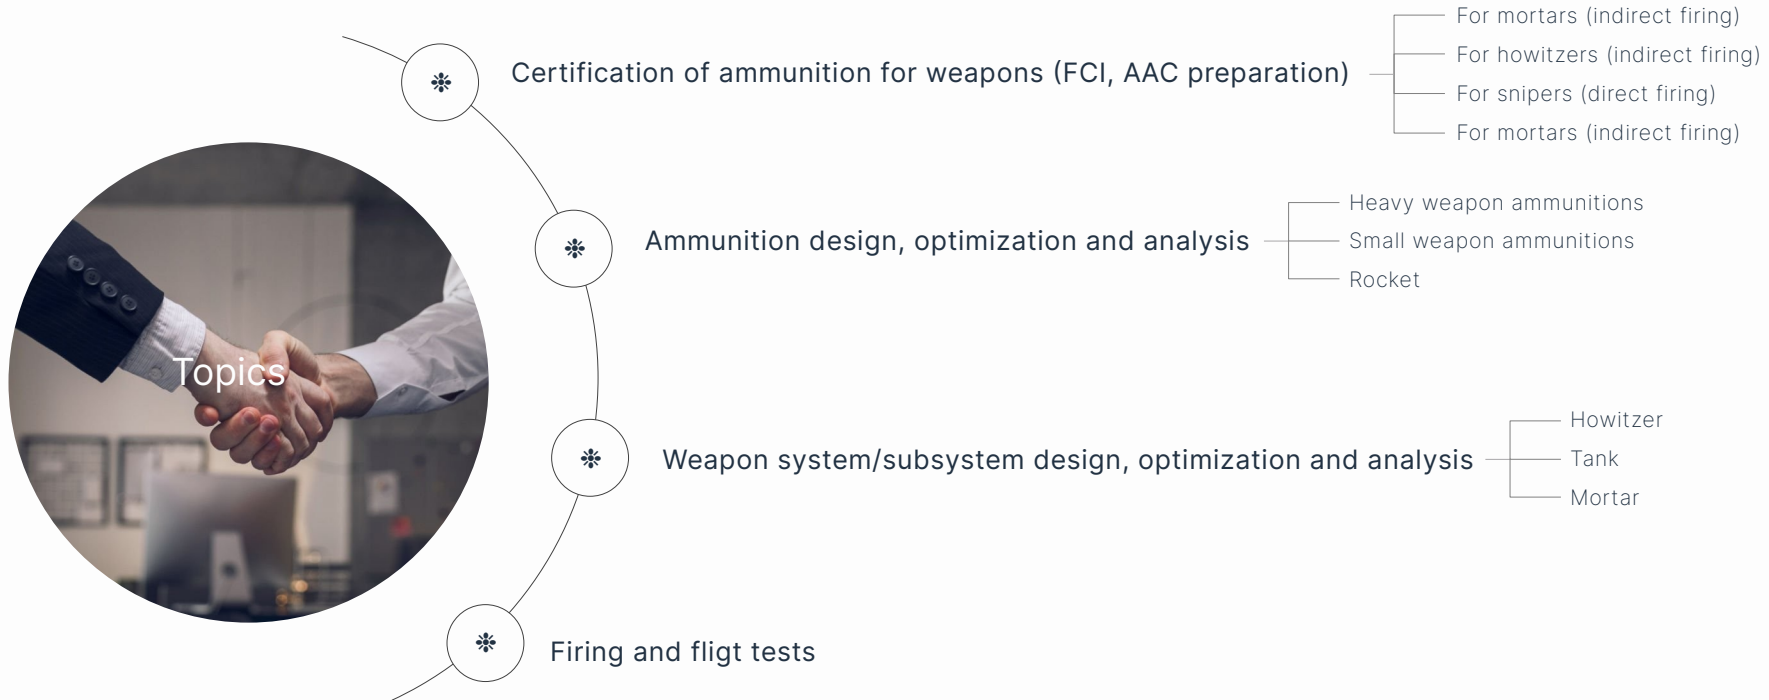 Topics
Certification of ammunition for weapons (FCI, AAC preparation)
For mortars (indirect firing)
For howitzers (indirect firing)
For snipers (direct firing)
For mortars (indirect firing)
Ammunition design, optimization and analysis
Heavy weapon ammunitions
Small weapon ammunitions
Rocket
Weapon system/subsystem design, optimization and analysis
Howitzer
Tank
Mortar
Firing and fligt tests